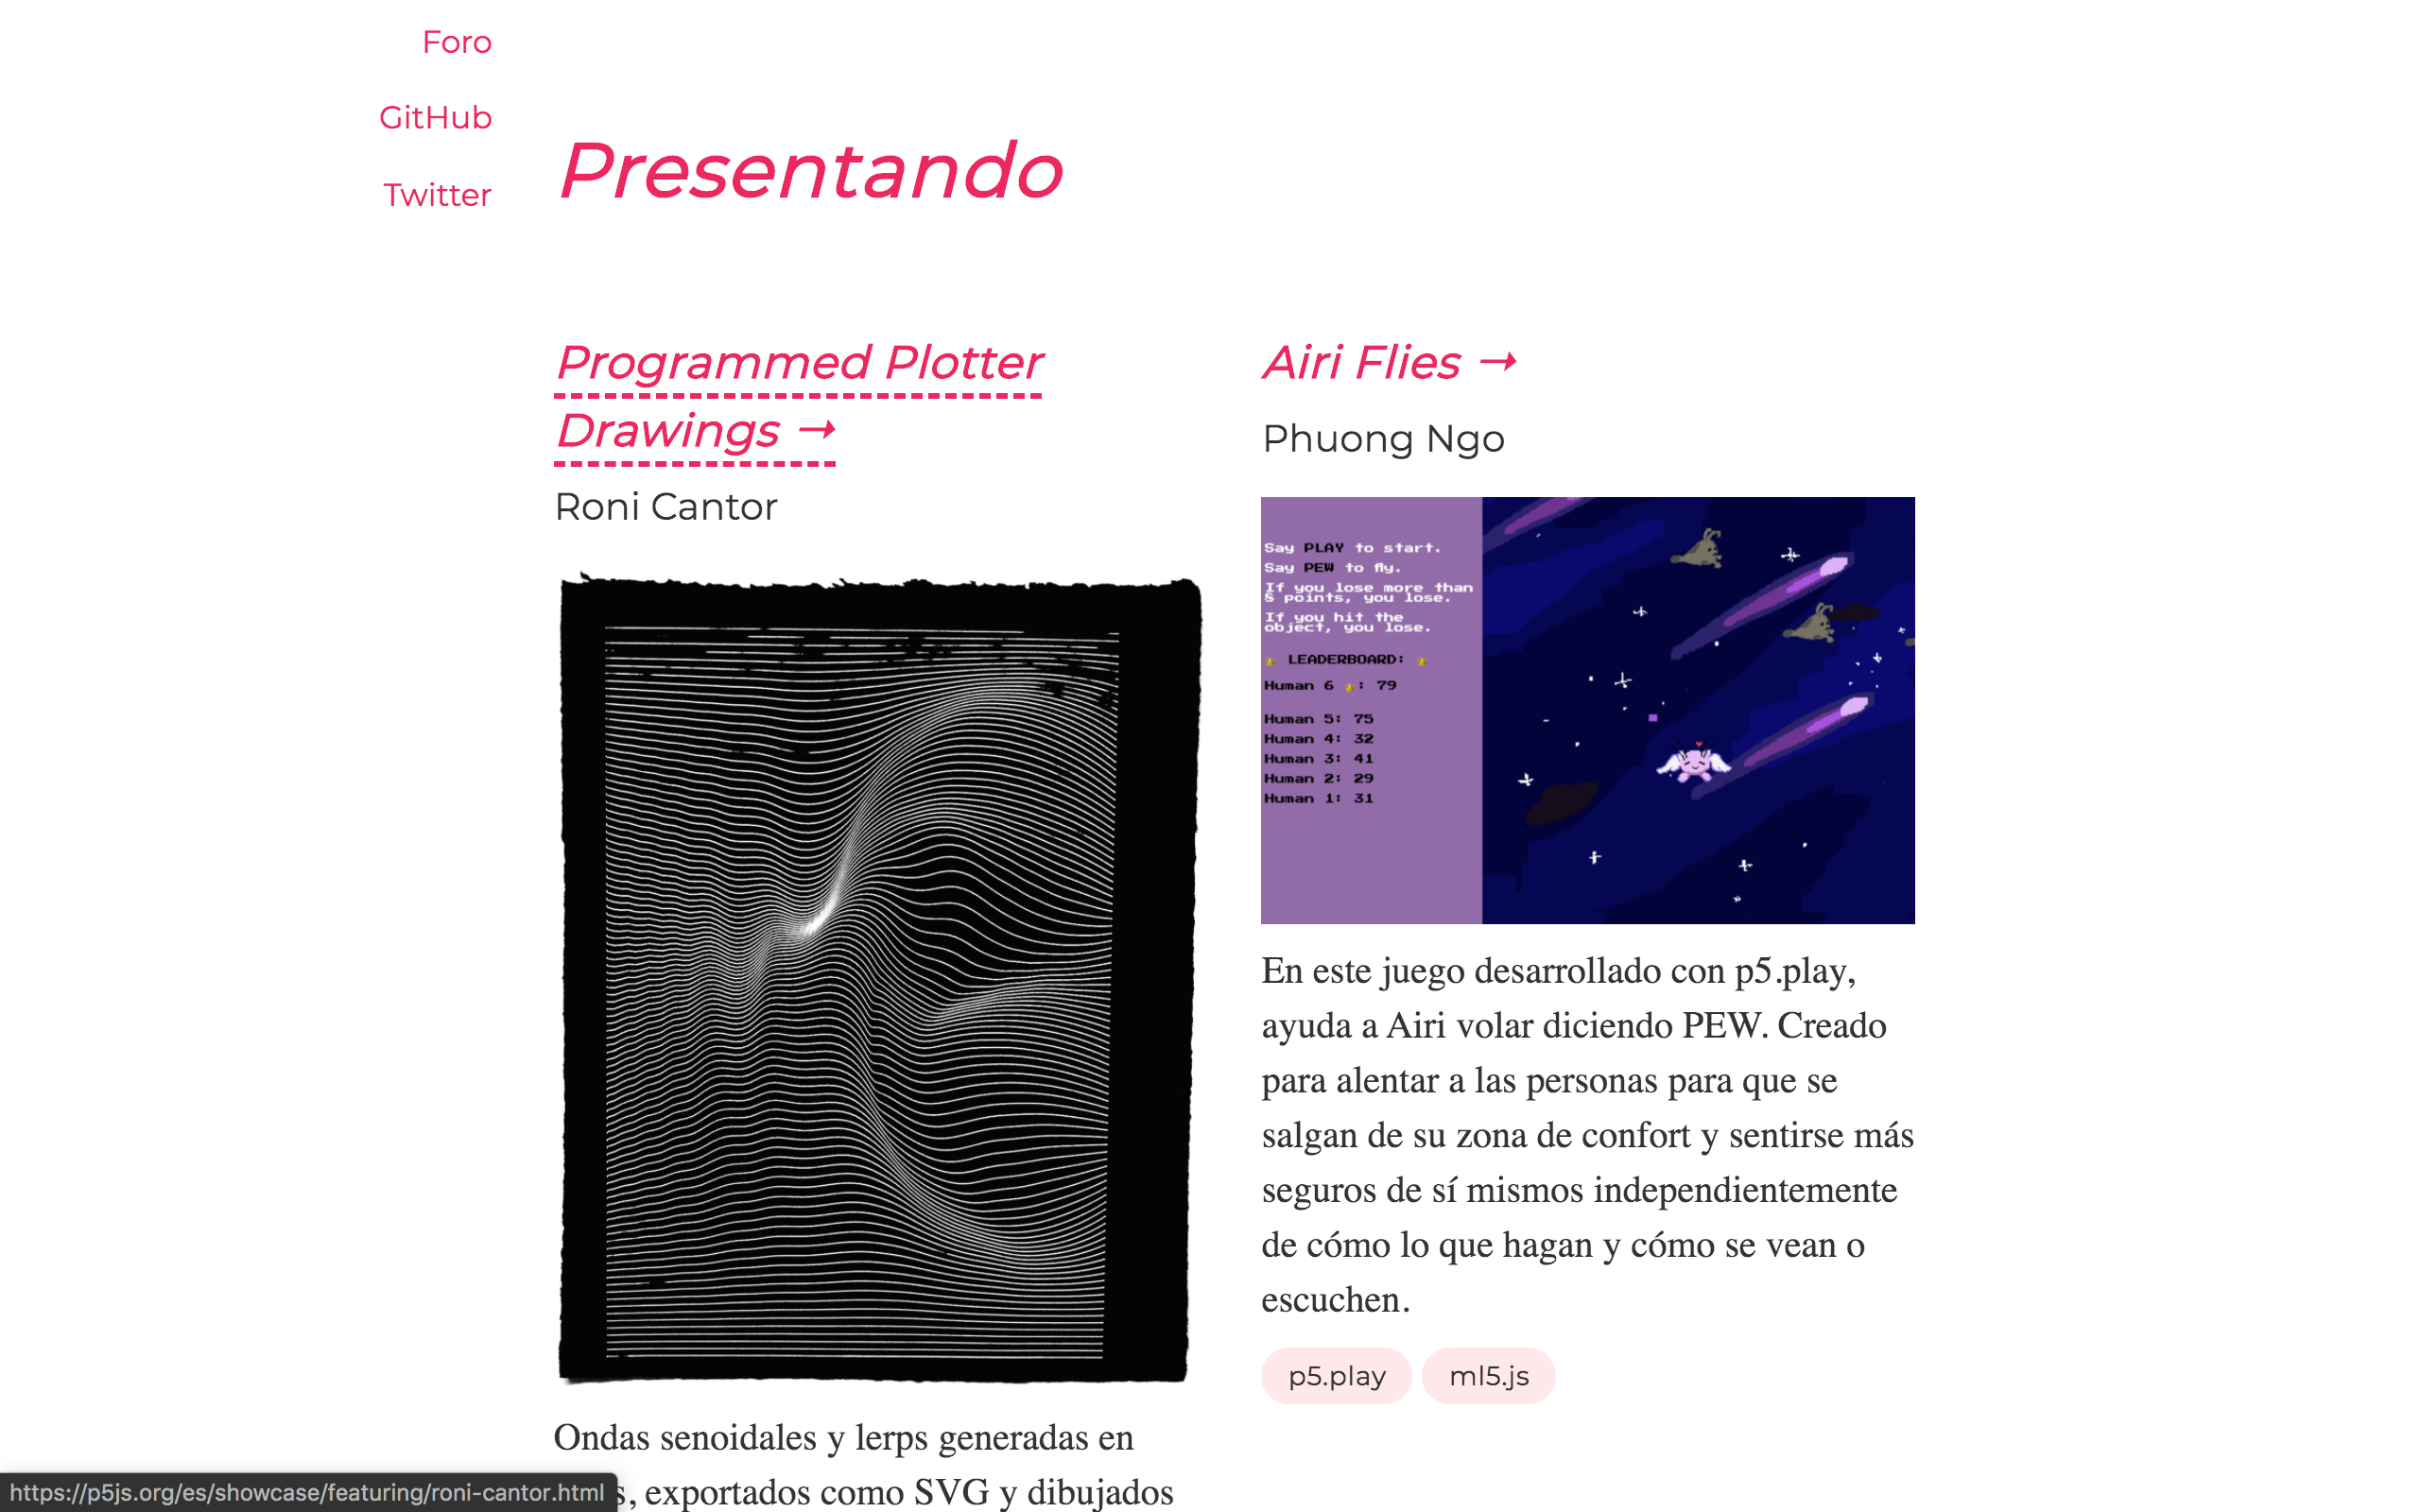 Foro
GitHub
Twitter
Presentando
Programmed Plotter
Drawings →
Roni Cantor
Ondas senoidales y lerps generadas en
s, exportados como SVG y dibujados
Airi Flies →
Phuong Ngo
Say PLAY to start.
Say PEW to fly.
If you lose more than
8 points, you lose.
If you hit the
object, you lose.
LEADERBOARD:
Human 6 : 79
Human 5: 75
Human 4: 32
Human 3: 41
Human 2: 29
Human 1: 31
En este juego desarrollado con p5.play,
ayuda a Airi volar diciendo PEW. Creado
para alentar a las personas para que se
salgan de su zona de confort y sentirse más
seguros de sí mismos independientemente
de cómo lo que hagan y cómo se vean o
escuchen.
p5.play
ml5.js
https://p5js.org/es/showcase/featuring/roni-cantor.html